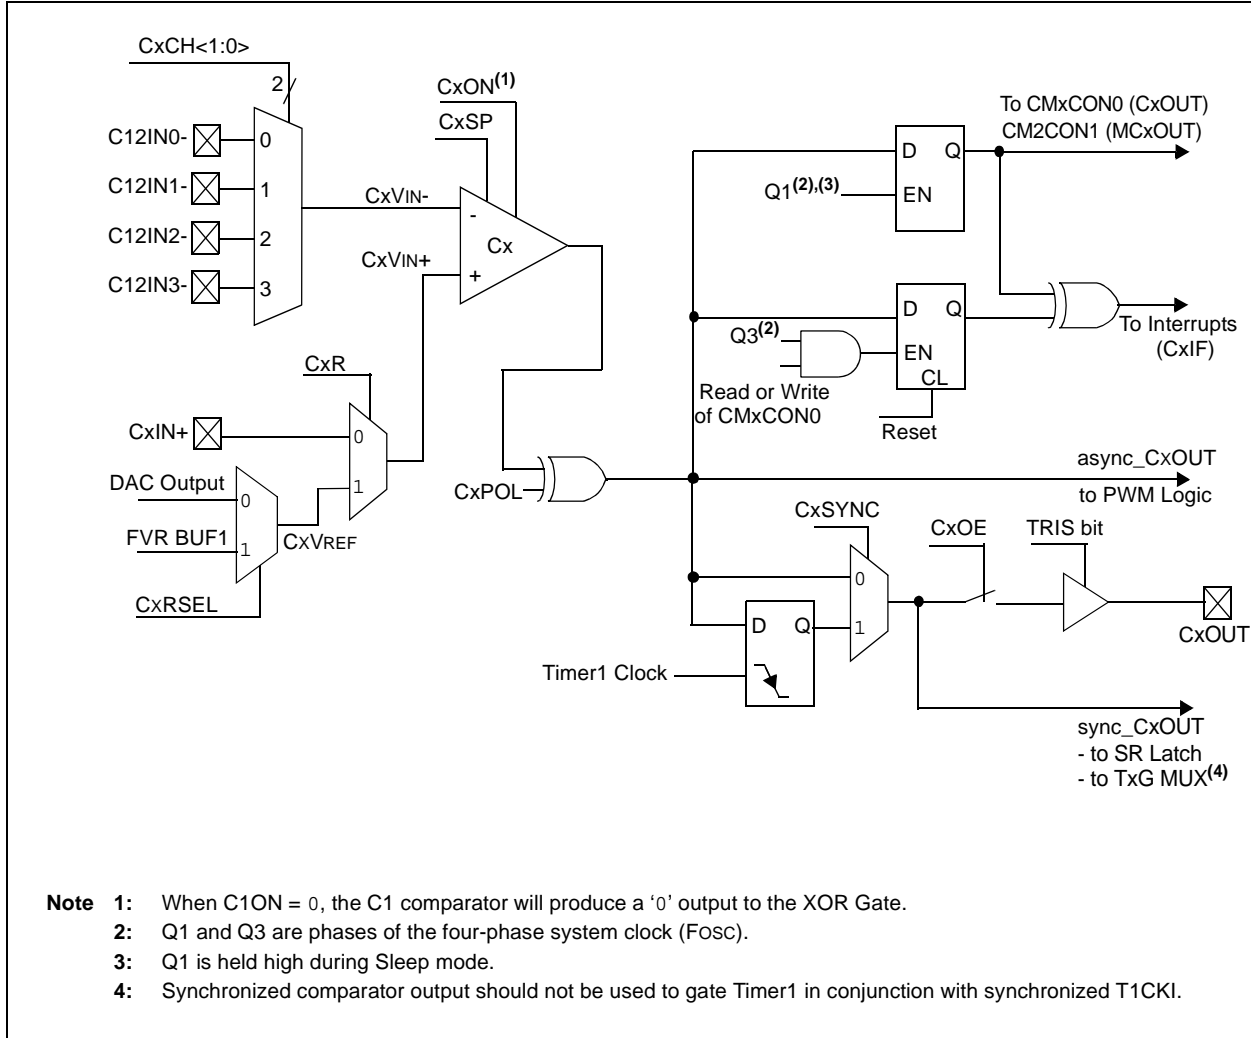 CxCH<1:0>
2
C12IN0-
C12IN1-
C12IN2-
C12IN3-
0
1
2
3
CxON(1)
CxSP
CxVIN-
CxVIN+
-
Cx
+
CxR
CxIN+
0
1
DAC Output
FVR BUF1
0
1
CXVREF
CxRSEL
CxPOL
D Q
Q1(2),(3)
EN
To CMxCON0 (CxOUT)
CM2CON1 (MCxOUT)
D Q
Q3(2)
EN
CL
Read or Write
of CMxCON0
Reset
To Interrupts
(CxIF)
async_CXOUT
to PWM Logic
CxSYNC
CxOE
TRIS bit
0
1
D Q
Timer1 Clock
CxOUT
sync_CxOUT
- to SR Latch
- to TxG MUX(4)
Note 1: When C1ON = 0, the C1 comparator will produce a ‘0’ output to the XOR Gate.
2: Q1 and Q3 are phases of the four-phase system clock (FOSC).
3: Q1 is held high during Sleep mode.
4: Synchronized comparator output should not be used to gate Timer1 in conjunction with synchronized T1CKI.